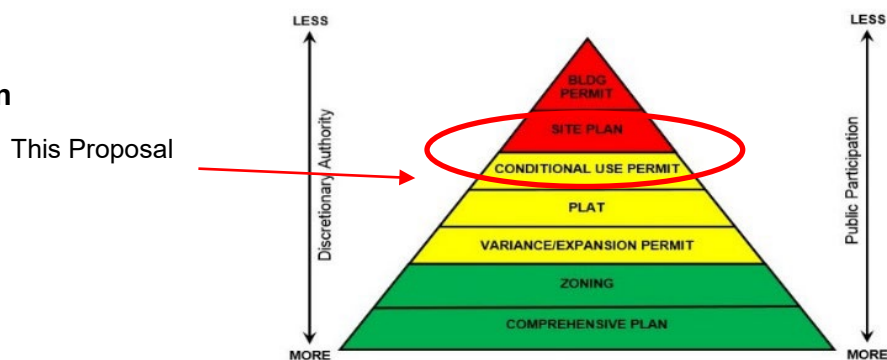 LESS
LESS
n
This Proposal
Discretionary Authority
Public Participation
BLDG
PERMIT
SITE PLAN
CONDITIONAL USE PERMIT
PLAT
VARIANCE/EXPANSION PERMIT
ZONING
COMPREHENSIVE PLAN
MORE
MORE